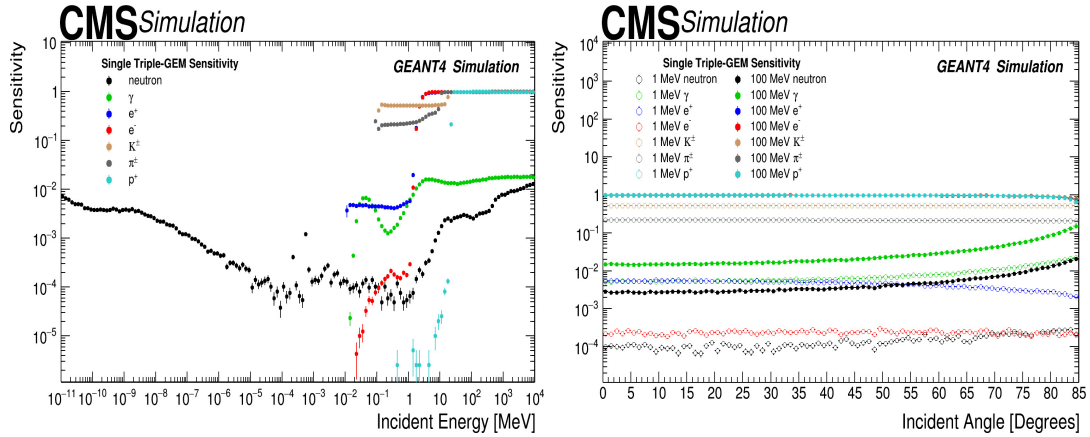 CMS Simulation
Sensitivity
10
1
10⁻¹
10⁻²
10⁻³
10⁻⁴
10⁻⁵
Single Triple-GEM Sensitivity
neutron
γ
e⁺
e⁻
K±
π±
p⁺
GEANT4 Simulation
10⁻¹¹ 10⁻¹⁰ 10⁻⁹ 10⁻⁸ 10⁻⁷ 10⁻⁶ 10⁻⁵ 10⁻⁴ 10⁻³ 10⁻² 10⁻¹ 1 10 10² 10³ 10⁴
Incident Energy [MeV]
CMS Simulation
Sensitivity
10⁴
10³
10²
10
1
10⁻¹
10⁻²
10⁻³
10⁻⁴
Single Triple-GEM Sensitivity
1 MeV neutron 100 MeV neutron
1 MeV γ 100 MeV γ
1 MeV e⁺ 100 MeV e⁺
1 MeV e⁻ 100 MeV e⁻
1 MeV K± 100 MeV K±
1 MeV π± 100 MeV π±
1 MeV p⁺ 100 MeV p⁺
GEANT4 Simulation
0 5 10 15 20 25 30 35 40 45 50 55 60 65 70 75 80 85
Incident Angle [Degrees]